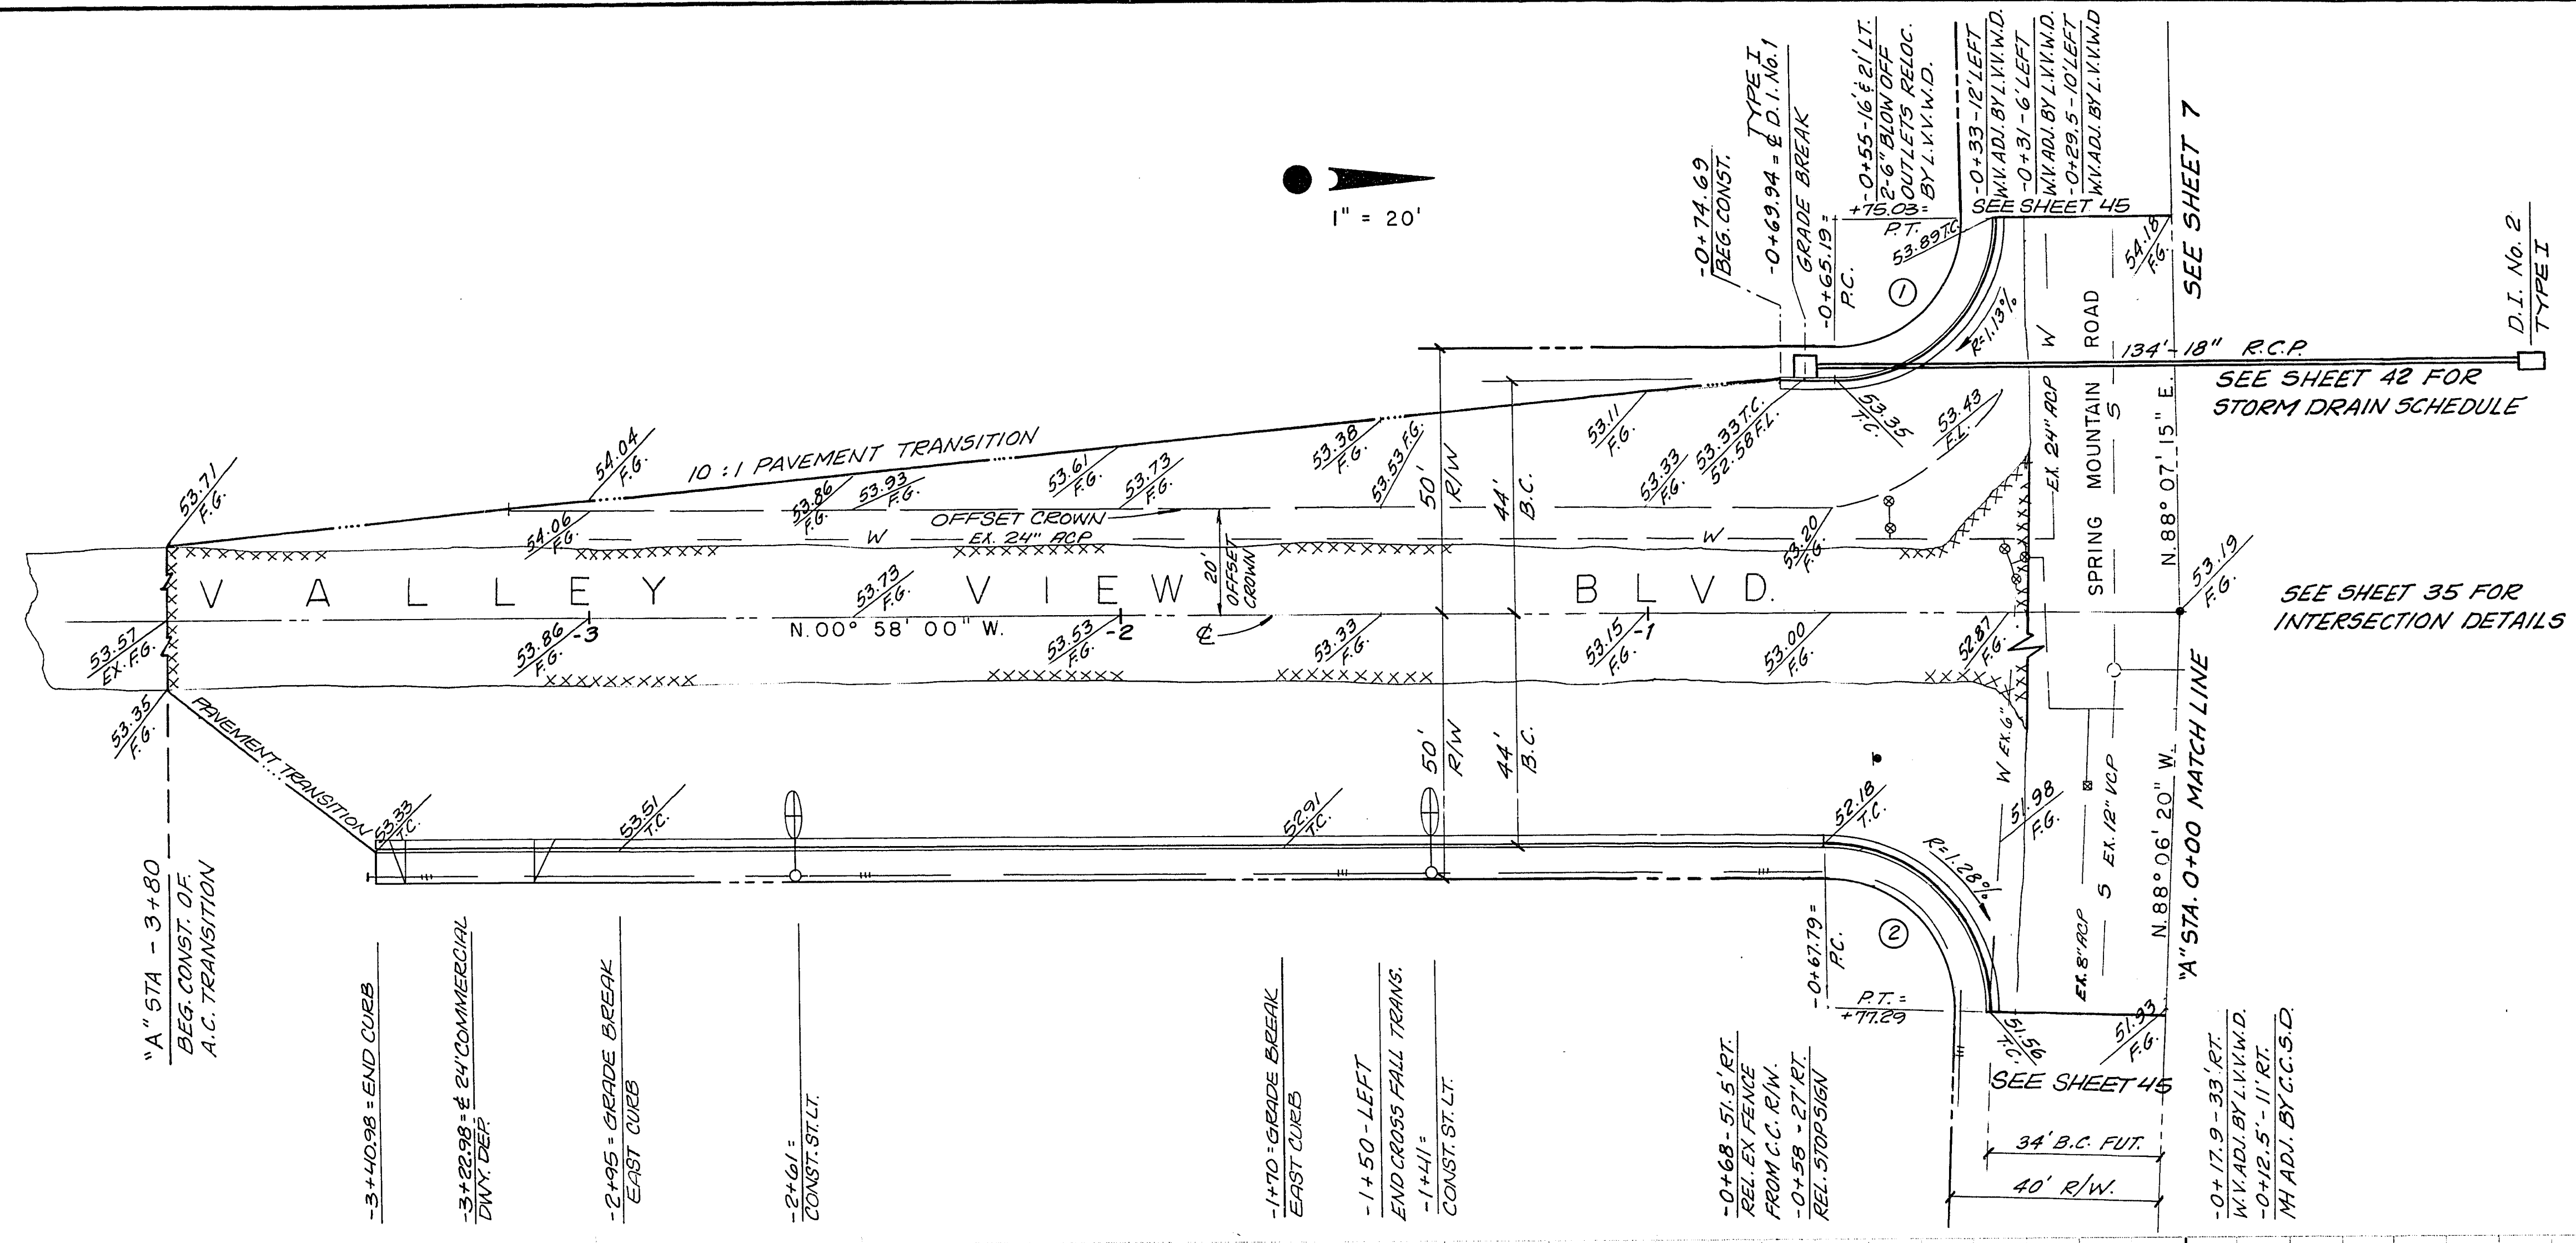 1" = 20'
-0+74.69
BEG. CONST.
TYPE I
-0+69.94 = ₵ D.I. No. 1
GRADE BREAK
-0+65.19 =
P.C.
+75.03 =
P.T.
-0+55-16' & 21' LT.
2-6" BLOW OFF
OUTLETS RELOC.
BY L.V.V.W.D.
-0+33-12' LEFT
W.V. ADJ. BY L.V.V.W.D.
-0+31-6' LEFT
W.V. ADJ. BY L.V.V.W.D.
-0+29.5-10' LEFT
W.V. ADJ. BY L.V.V.W.D
SEE SHEET 45
53.89 T.C.
54.18
F.G.
SEE SHEET 7
D.I. No. 2
TYPE I
1
R=1.13%
134'-18" R.C.P.
SEE SHEET 42 FOR
STORM DRAIN SCHEDULE
W
EX. 24" ACP
SPRING MOUNTAIN ROAD
S
N. 88° 07' 15" E.
53.71
F.G.
10 : 1 PAVEMENT TRANSITION
54.04
F.G.
54.06
F.G.
53.86
F.G.
53.93
F.G.
53.61
F.G.
53.73
F.G.
53.38
F.G.
53.53 F.G.
53.11
F.G.
53.33
F.G.
53.33 T.C.
52.58 F.L.
53.35
T.C.
53.43
F.L.
53.20
F.G.
50'
R/W
44'
B.C.
OFFSET CROWN
W EX. 24" ACP W
20'
OFFSET
CROWN
VALLEY VIEW BLVD.
53.73
F.G.
N. 00° 58' 00" W.
₵
-3
-2
-1
53.57
EX. F.G.
53.86
F.G.
53.53
F.G.
53.33
F.G.
53.15
F.G.
53.00
F.G.
52.87
F.G.
53.19
F.G.
SEE SHEET 35 FOR
INTERSECTION DETAILS
53.35
F.G.
PAVEMENT TRANSITION
53.33
T.C.
53.51
T.C.
52.91
T.C.
52.18
T.C.
50'
R/W
44'
B.C.
W EX. 6"
51.98
F.G.
EX. 8" ACP
S EX. 12" VCP
N. 88° 06' 20" W.
"A" STA. 0+00 MATCH LINE
R=1.28%
2
-0+67.79 =
P.C.
P.T. =
+77.29
51.93
F.G.
SEE SHEET 45
34' B.C. FUT.
40' R/W.
"A" STA - 3+80
BEG. CONST. OF
A.C. TRANSITION
-3+40.98 = END CURB
-3+22.98 = ₵ 24' COMMERCIAL
DWY. DEP.
-2+95 = GRADE BREAK
EAST CURB
-2+61 =
CONST. ST. LT.
-1+70 = GRADE BREAK
EAST CURB
-1+50-LEFT
END CROSS FALL TRANS.
-1+41 =
CONST. ST. LT.
-0+68-51.5' RT.
REL. EX FENCE
FROM C.C. R/W.
-0+58-27' RT.
REL. STOP SIGN
-0+17.9-33' RT.
W.V. ADJ. BY L.V.V.W.D.
-0+12.5'-11' RT.
MH ADJ. BY C.C.S.D.